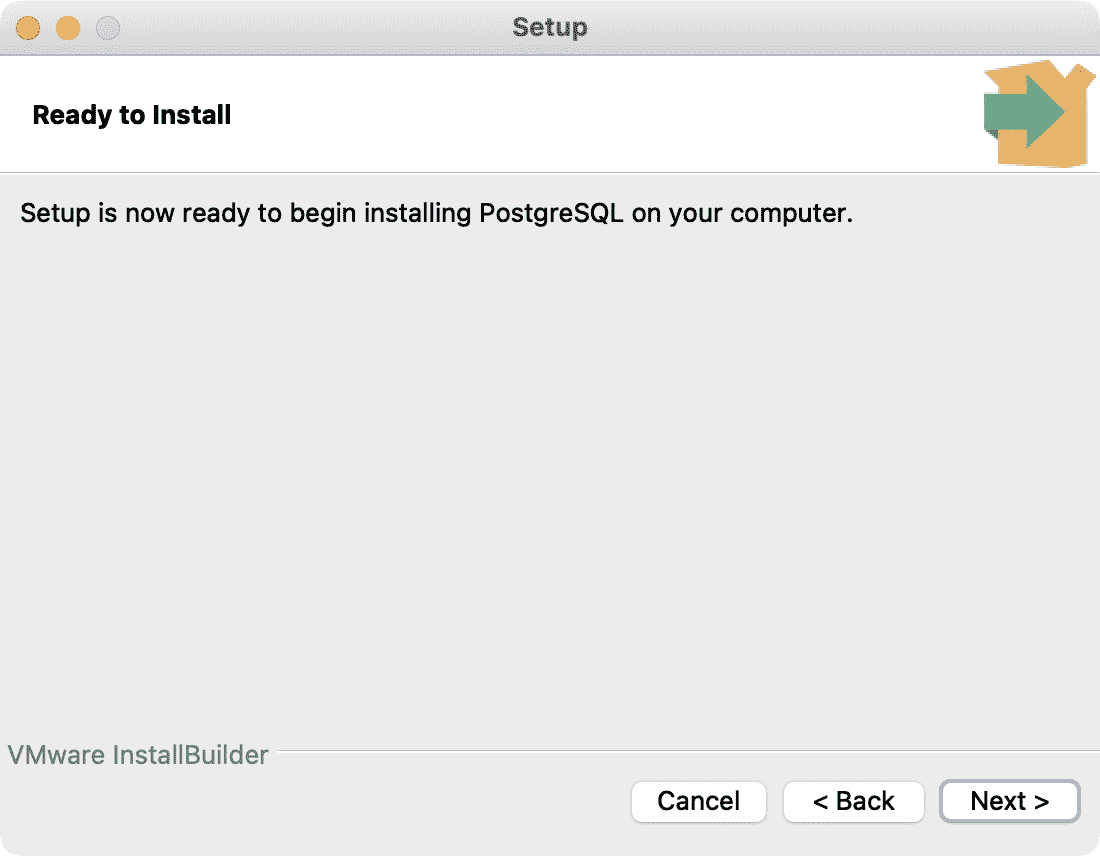 Setup
Ready to Install
Setup is now ready to begin installing PostgreSQL on your computer.
VMware InstallBuilder
Cancel
< Back
Next >